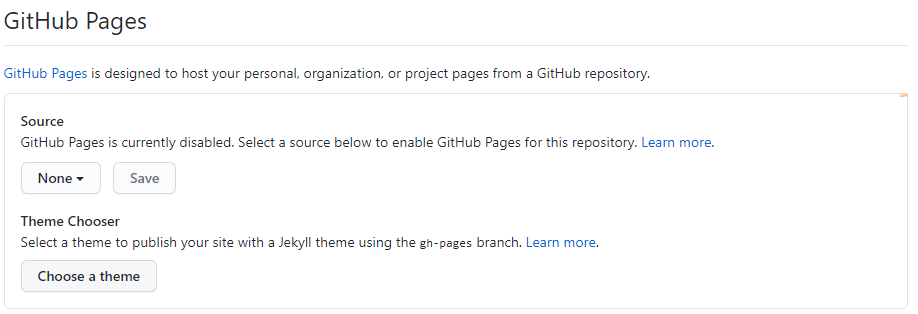 GitHub Pages
GitHub Pages is designed to host your personal, organization, or project pages from a GitHub repository.
Source
GitHub Pages is currently disabled. Select a source below to enable GitHub Pages for this repository. Learn more.
None Save
Theme Chooser
Select a theme to publish your site with a Jekyll theme using the gh-pages branch. Learn more.
Choose a theme